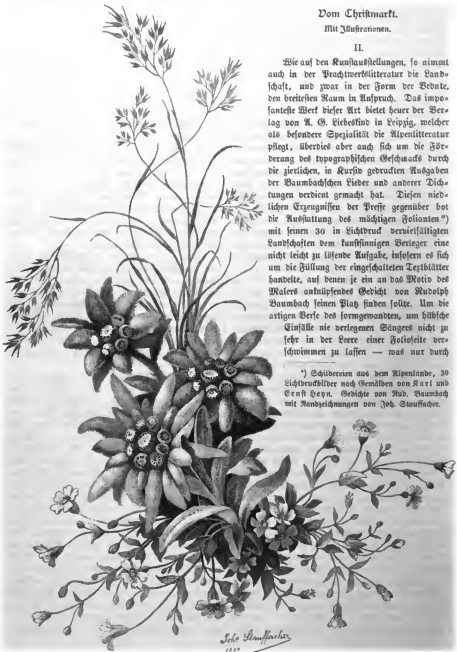 Vom Christmarkt.
Mit Illustrationen.
II.
Wie auf den Kunstausstellungen, so nimmt
auch in der Prachtwerkslitteratur die Land-
schaft, und zwar in der Form der Vedute,
den breitesten Raum in Anspruch. Das impo-
santeste Werk dieser Art bietet heuer der Ver-
lag von A. G. Liebeskind in Leipzig, welcher
als besondere Spezialität die Alpenlitteratur
pflegt, überdies aber auch sich um die För-
derung des typographischen Geschmacks durch
die zierlichen, in Kursiv gedruckten Ausgaben
der Baumbachschen Lieder und anderer Dich-
tungen verdient gemacht hat. Diesen nied-
lichen Erzeugnissen der Presse gegenüber bot
die Ausstattung des mächtigen Folianten*)
mit seinen 30 in Lichtdruck vervielfältigten
Landschaften dem kunstsinnigen Verleger eine
nicht leicht zu lösende Aufgabe, insofern es sich
um die Füllung der eingeschalteten Textblätter
handelte, auf denen je ein an das Motiv des
Malers anknüpfendes Gedicht von Rudolph
Baumbach seinen Platz finden sollte. Um die
artigen Verse des formgewandten, um hübsche
Einfälle nie verlegenen Sängers nicht zu
sehr in der Leere einer Folioseite ver-
schwimmen zu lassen — was nur durch
*) Schildereien aus dem Alpenlande, 30
Lichtdruckbilder nach Gemälden von Karl und
Ernst Heyn. Gedichte von Rud. Baumbach
mit Randzeichnungen von Joh. Stauffacher.
Johs Stauffacher